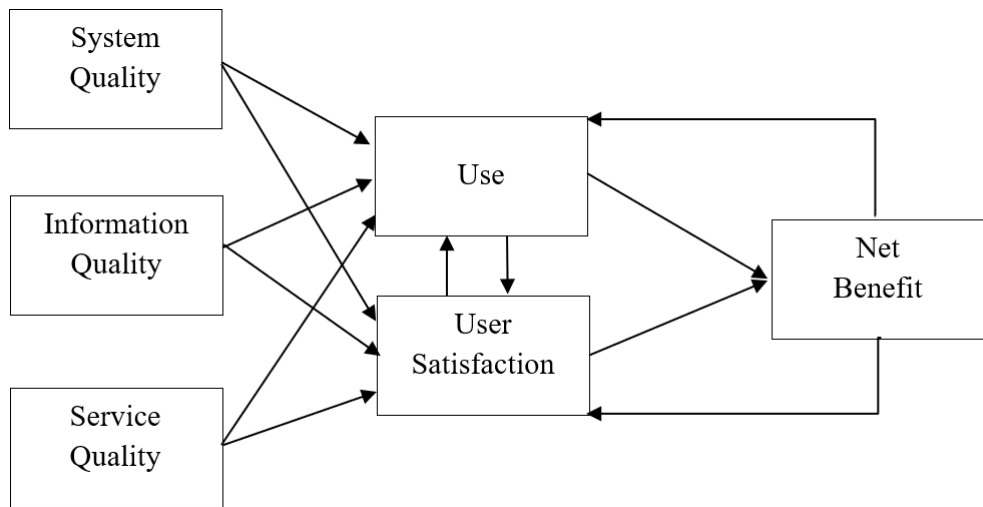 System
Quality
Information
Quality
Service
Quality
Use
User
Satisfaction
Net
Benefit